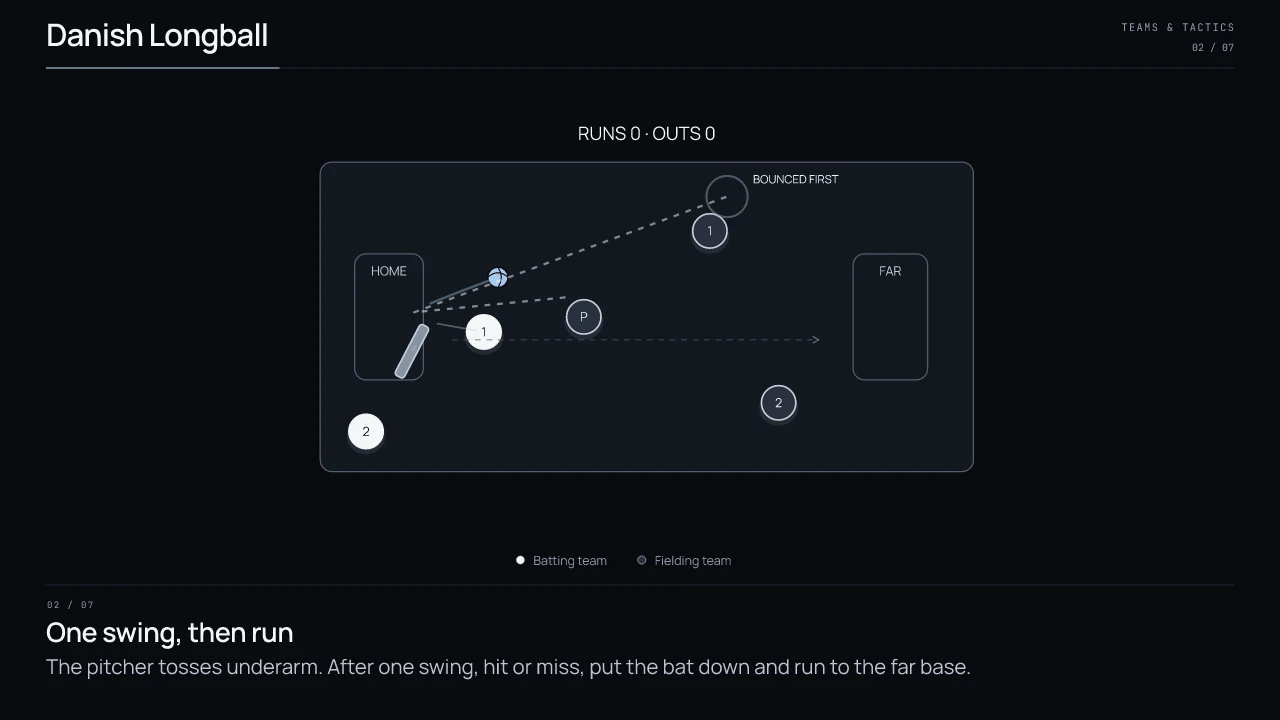 Danish Longball
TEAMS & TACTICS
02 / 07
RUNS 0 · OUTS 0
BOUNCED FIRST
1
HOME
FAR
P
1
2
2
Batting team
Fielding team
02 / 07
One swing, then run
The pitcher tosses underarm. After one swing, hit or miss, put the bat down and run to the far base.